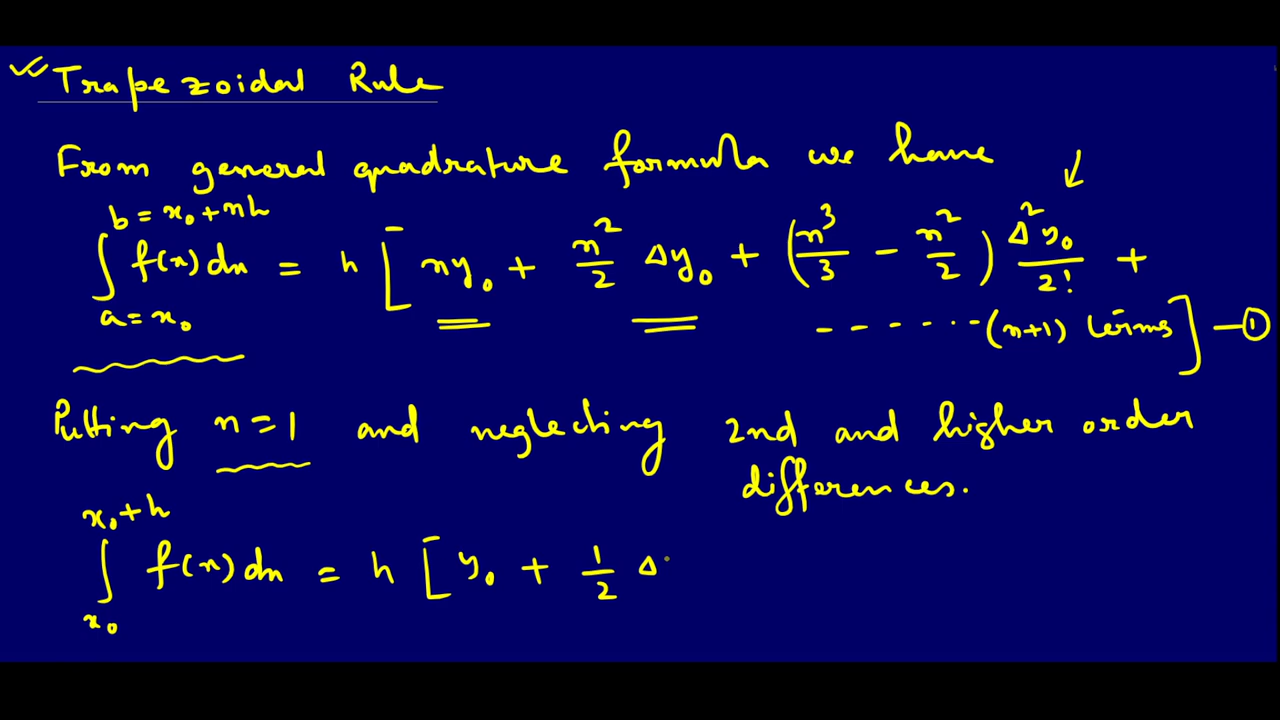 Trapezoidal Rule
From general quadrature formula we have
b = x₀ + nh
∫ f(x) dx = h [ ny₀ + n²/2 Δy₀ + (n³/3 − n²/2) Δ²y₀/2! +
a = x₀
------- (n+1) terms ] — ①
Putting n = 1 and neglecting 2nd and higher order
differences.
x₀ + h
∫ f(x) dx = h [ y₀ + 1/2 Δ
x₀